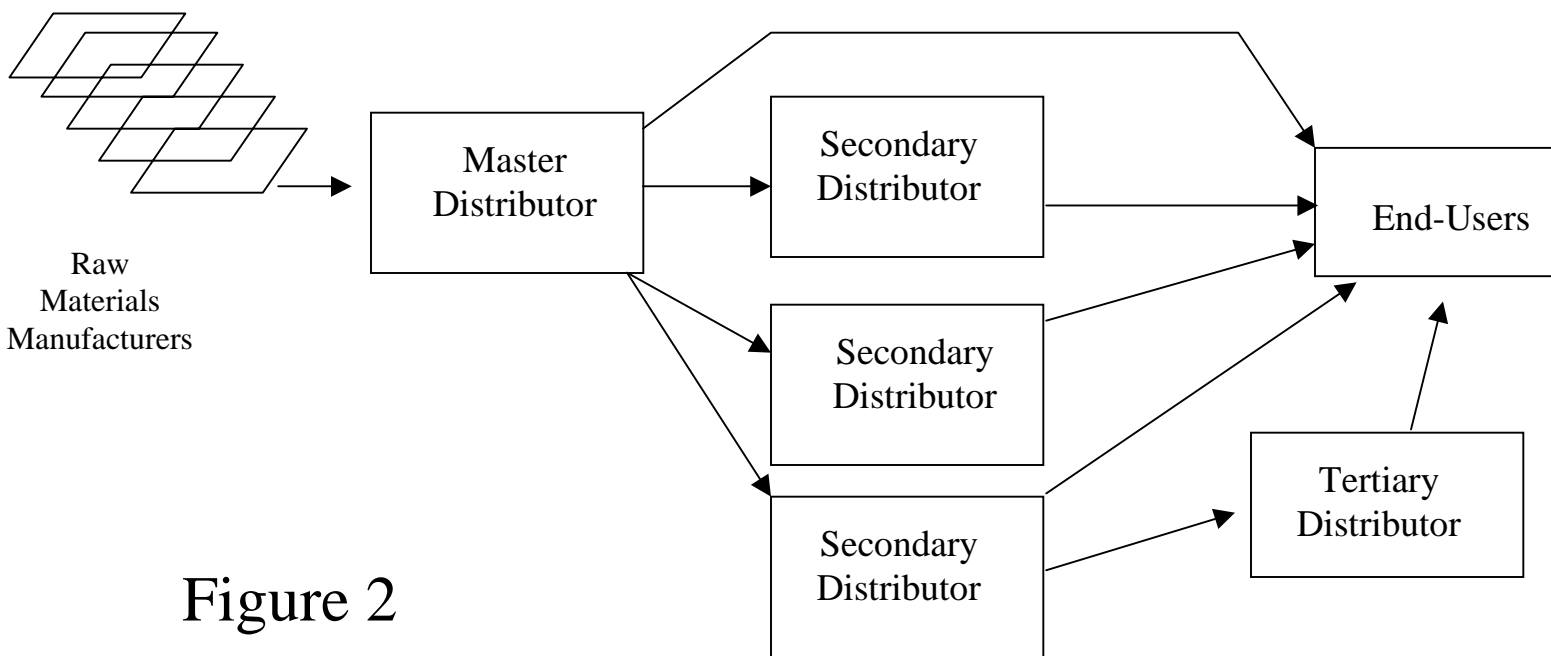 Raw
Materials
Manufacturers
Master
Distributor
Secondary
Distributor
Secondary
Distributor
Secondary
Distributor
End-Users
Tertiary
Distributor
Figure 2